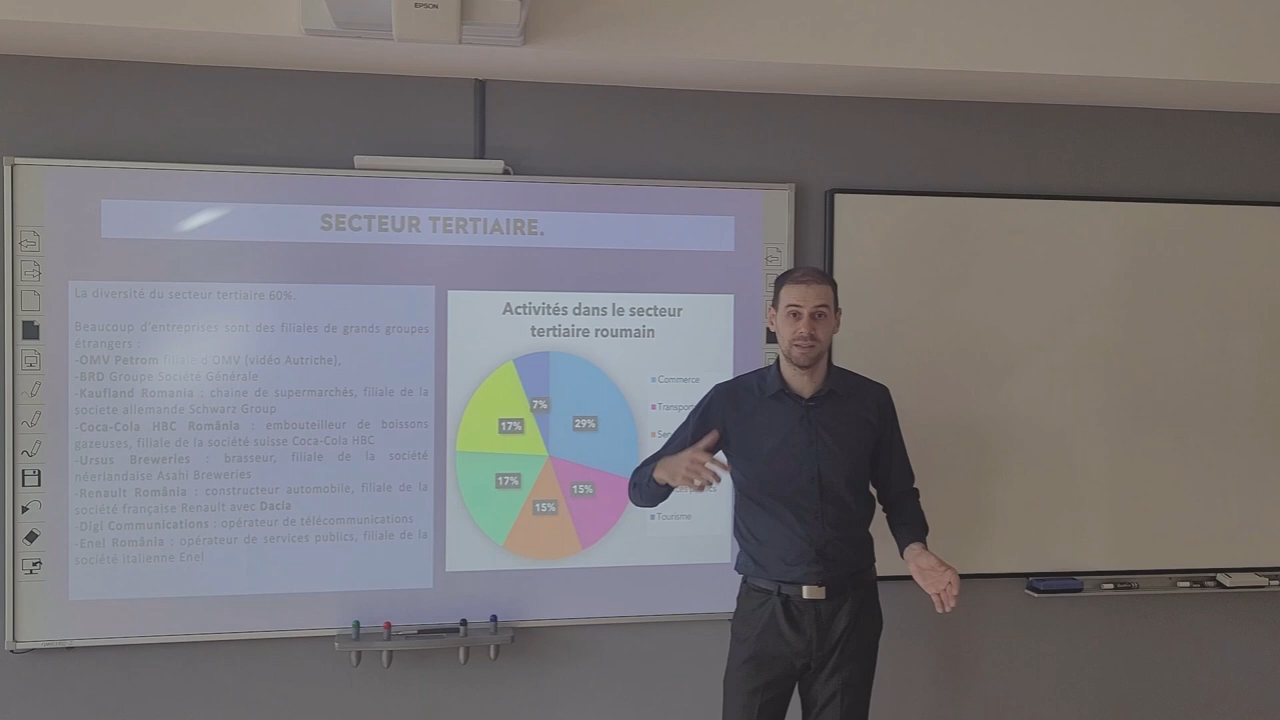 EPSON
SECTEUR TERTIAIRE.
La diversité du secteur tertiaire 60%.
Beaucoup d'entreprises sont des filiales de grands groupes
étrangers :
-OMV Petrom filiale d'OMV (vidéo Autriche),
-BRD Groupe Société Générale
-Kaufland Romania : chaine de supermarchés, filiale de la
société allemande Schwarz Group
-Coca-Cola HBC România : embouteilleur de boissons
gazeuses, filiale de la société suisse Coca-Cola HBC
-Ursus Breweries : brasseur, filiale de la société
néerlandaise Asahi Breweries
-Renault România : constructeur automobile, filiale de la
société française Renault avec Dacia
-Digi Communications : opérateur de télécommunications
-Enel România : opérateur de services publics, filiale de la
société italienne Enel
Activités dans le secteur
tertiaire roumain
7%
29%
17%
17%
15%
15%
Commerce
Transport
publics
Tourisme